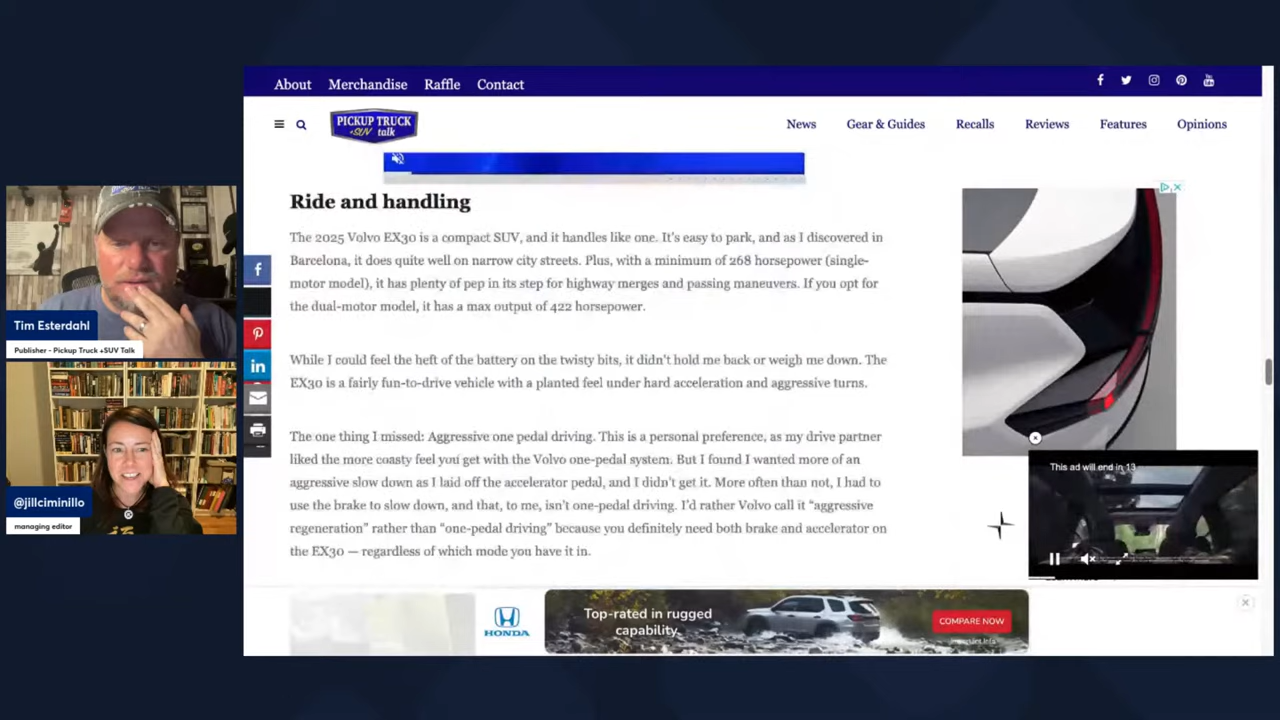 About Merchandise Raffle Contact
PICKUP TRUCK
+SUV talk
News Gear & Guides Recalls Reviews Features Opinions
Ride and handling
The 2025 Volvo EX30 is a compact SUV, and it handles like one. It's easy to park, and as I discovered in
Barcelona, it does quite well on narrow city streets. Plus, with a minimum of 268 horsepower (single-
motor model), it has plenty of pep in its step for highway merges and passing maneuvers. If you opt for
the dual-motor model, it has a max output of 422 horsepower.
While I could feel the heft of the battery on the twisty bits, it didn't hold me back or weigh me down. The
EX30 is a fairly fun-to-drive vehicle with a planted feel under hard acceleration and aggressive turns.
The one thing I missed: Aggressive one pedal driving. This is a personal preference, as my drive partner
liked the more coasty feel you get with the Volvo one-pedal system. But I found I wanted more of an
aggressive slow down as I laid off the accelerator pedal, and I didn't get it. More often than not, I had to
use the brake to slow down, and that, to me, isn't one-pedal driving. I'd rather Volvo call it “aggressive
regeneration” rather than “one-pedal driving” because you definitely need both brake and accelerator on
the EX30 — regardless of which mode you have it in.
Tim Esterdahl
Publisher - Pickup Truck +SUV Talk
@jillciminillo
managing editor
This ad will end in 13
HONDA
Top-rated in rugged
capability.
COMPARE NOW